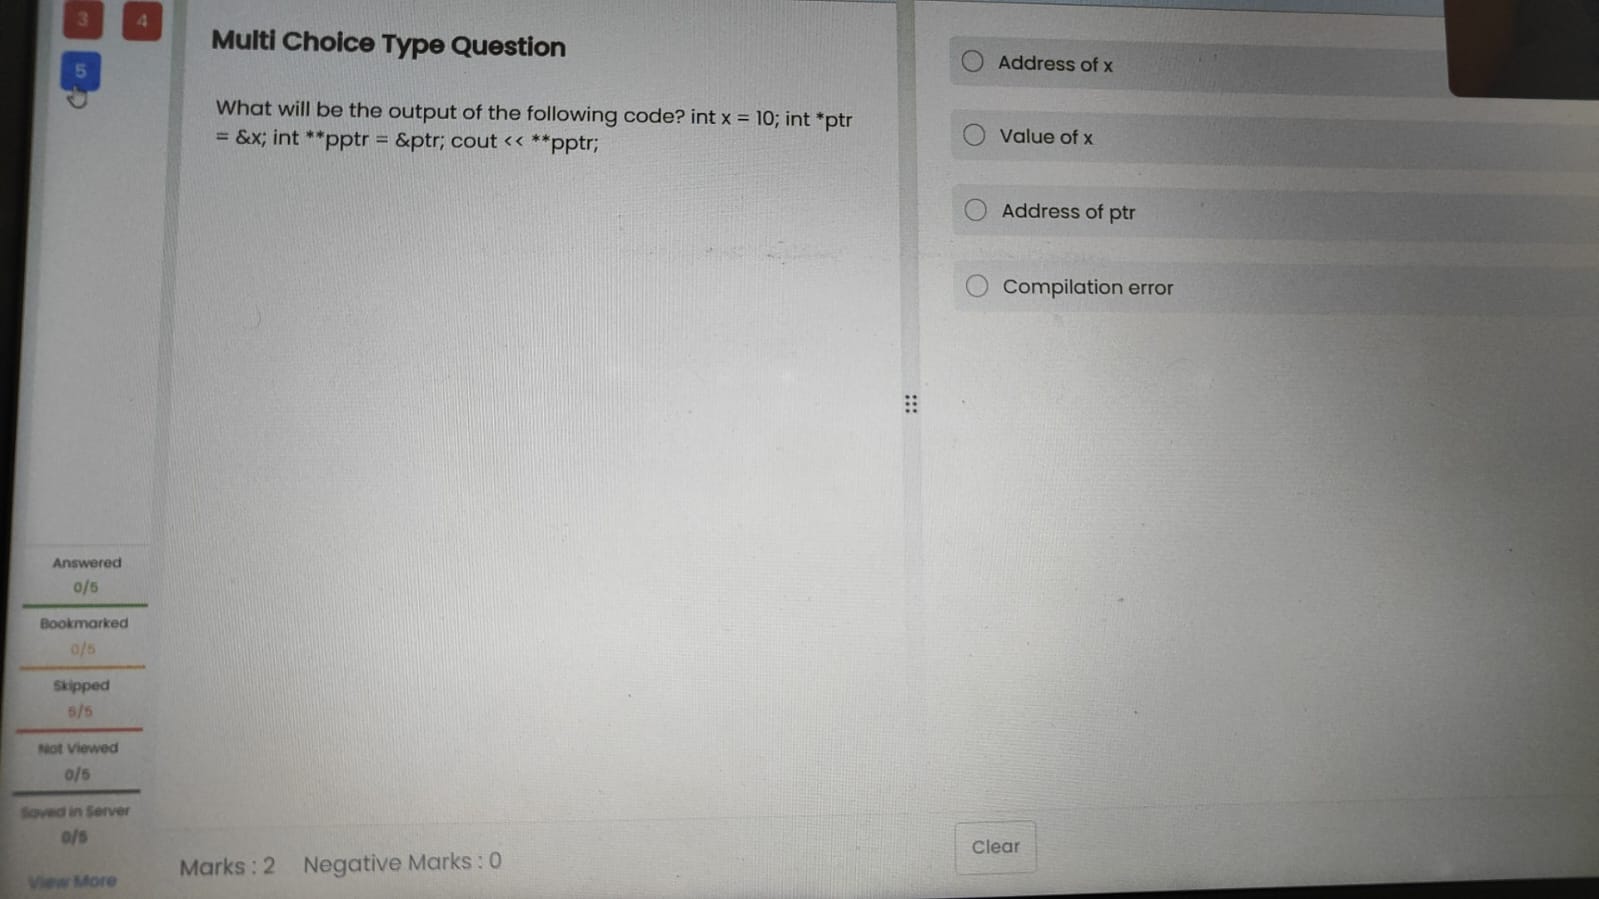 3 4
5
Multi Choice Type Question
What will be the output of the following code? int x = 10; int *ptr
= &x; int **pptr = &ptr; cout << **pptr;
Address of x
Value of x
Address of ptr
Compilation error
Answered
0/5
Bookmarked
0/5
Skipped
5/5
Not Viewed
0/5
Saved in Server
0/5
View More
Marks : 2 Negative Marks : 0
Clear